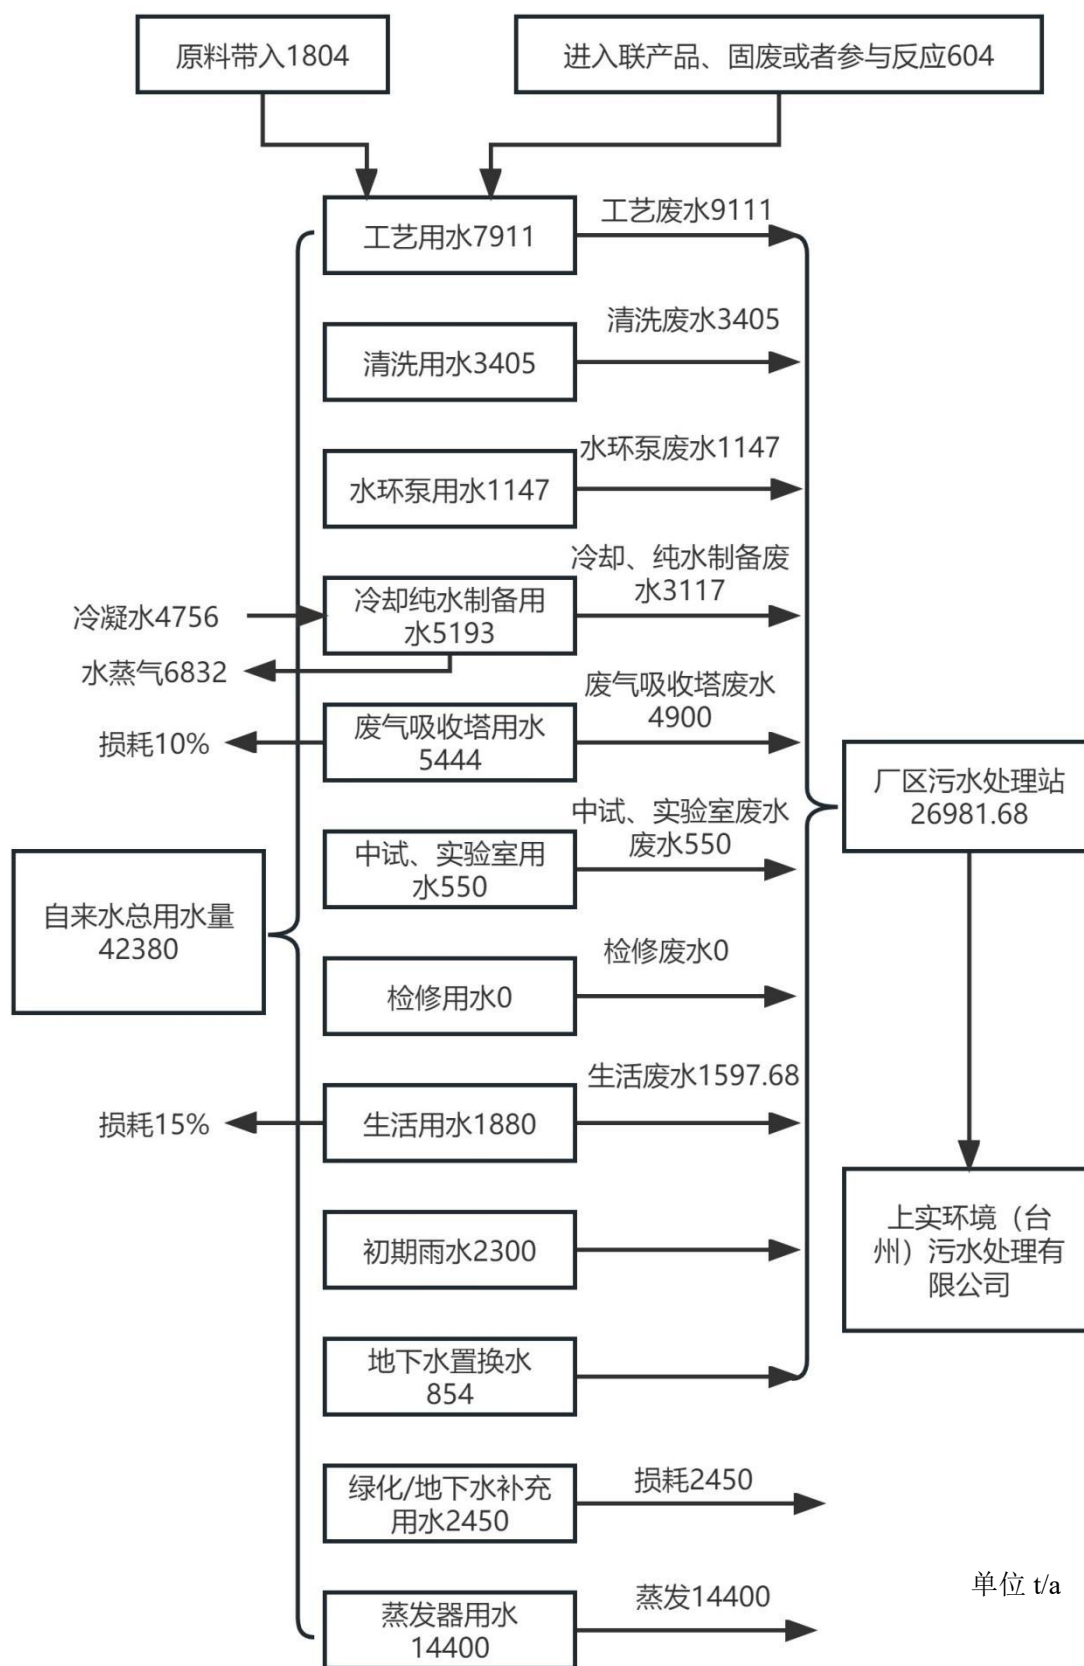 原料带入1804
进入联产品、固废或者参与反应604
工艺用水7911
工艺废水9111
清洗用水3405
清洗废水3405
水环泵用水1147
水环泵废水1147
冷凝水4756
水蒸气6832
冷却纯水制备用
水5193
冷却、纯水制备废
水3117
损耗10%
废气吸收塔用水
5444
废气吸收塔废水
4900
中试、实验室用
水550
中试、实验室废水
废水550
自来水总用水量
42380
检修用水0
检修废水0
损耗15%
生活用水1880
生活废水1597.68
初期雨水2300
地下水置换水
854
绿化/地下水补充
用水2450
损耗2450
蒸发器用水
14400
蒸发14400
厂区污水处理站
26981.68
上实环境（台
州）污水处理有
限公司
单位 t/a